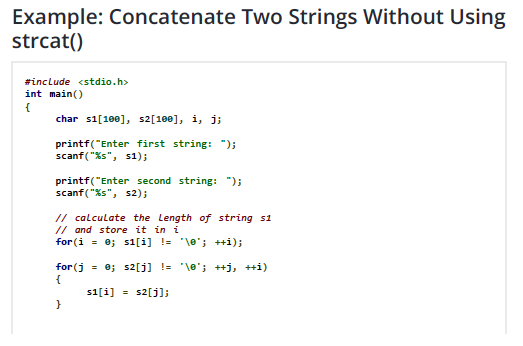 Example: Concatenate Two Strings Without Using
strcat()
#include <stdio.h>
int main()
{
char s1[100], s2[100], i, j;
printf("Enter first string: ");
scanf("%s", s1);
printf("Enter second string: ");
scanf("%s", s2);
// calculate the length of string s1
// and store it in i
for(i = 0; s1[i] != '\0'; ++i);
for(j = 0; s2[j] != '\0'; ++j, ++i)
{
s1[i] = s2[j];
}